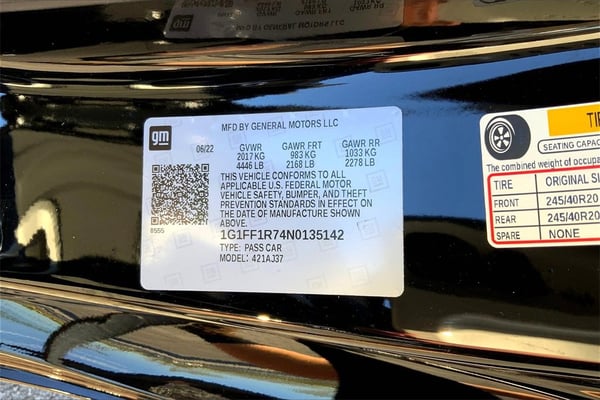 gm
MFD BY GENERAL MOTORS LLC
06/22 GVWR GAWR FRT GAWR RR
2017 KG 983 KG 1033 KG
4446 LB 2168 LB 2278 LB
THIS VEHICLE CONFORMS TO ALL
APPLICABLE U.S. FEDERAL MOTOR
VEHICLE SAFETY, BUMPER, AND THEFT
PREVENTION STANDARDS IN EFFECT ON
THE DATE OF MANUFACTURE SHOWN
ABOVE.
8555
1G1FF1R74N0135142
TYPE: PASS CAR
MODEL: 421AJ37
TI
SEATING CAPAC
The combined weight of occupa
TIRE ORIGINAL SI
FRONT 245/40R20
REAR 245/40R20
SPARE NONE